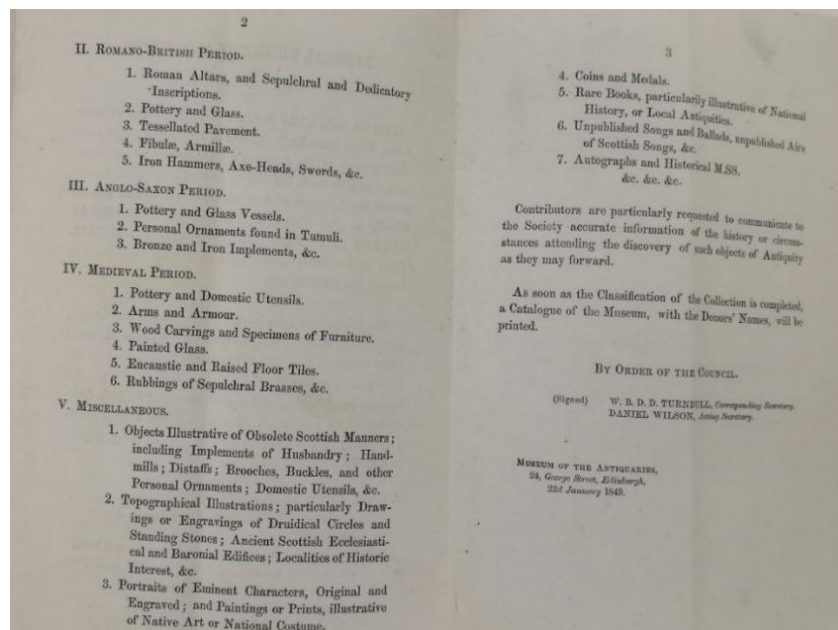 2
II. ROMANO-BRITISH PERIOD.
1. Roman Altars, and Sepulchral and Dedicatory
Inscriptions.
2. Pottery and Glass.
3. Tessellated Pavement.
4. Fibulæ, Armillæ.
5. Iron Hammers, Axe-Heads, Swords, &c.
III. ANGLO-SAXON PERIOD.
1. Pottery and Glass Vessels.
2. Personal Ornaments found in Tumuli.
3. Bronze and Iron Implements, &c.
IV. MEDIEVAL PERIOD.
1. Pottery and Domestic Utensils.
2. Arms and Armour.
3. Wood Carvings and Specimens of Furniture.
4. Painted Glass.
5. Encaustic and Raised Floor Tiles.
6. Rubbings of Sepulchral Brasses, &c.
V. MISCELLANEOUS.
1. Objects Illustrative of Obsolete Scottish Manners;
including Implements of Husbandry; Hand-
mills; Distaffs; Brooches, Buckles, and other
Personal Ornaments; Domestic Utensils, &c.
2. Topographical Illustrations; particularly Draw-
ings or Engravings of Druidical Circles and
Standing Stones; Ancient Scottish Ecclesiasti-
cal and Baronial Edifices; Localities of Historic
Interest, &c.
3. Portraits of Eminent Characters, Original and
Engraved; and Paintings or Prints, illustrative
of Native Art or National Costume.
3
4. Coins and Medals.
5. Rare Books, particularily illustrative of National
History, or Local Antiquities.
6. Unpublished Songs and Ballads, unpublished Airs
of Scottish Songs, &c.
7. Autographs and Historical M.SS.
&c. &c. &c.
Contributors are particularly requested to communicate to
the Society accurate information of the history or circum-
stances attending the discovery of such objects of Antiquity
as they may forward.
As soon as the Classification of the Collection is completed,
a Catalogue of the Museum, with the Donors' Names, will be
printed.
BY ORDER OF THE COUNCIL.
(Signed) W. B. D. D. TURNBULL, Corresponding Secretary.
DANIEL WILSON, Acting Secretary.
MUSEUM OF THE ANTIQUARIES,
24, George Street, Edinburgh,
22d January 1849.